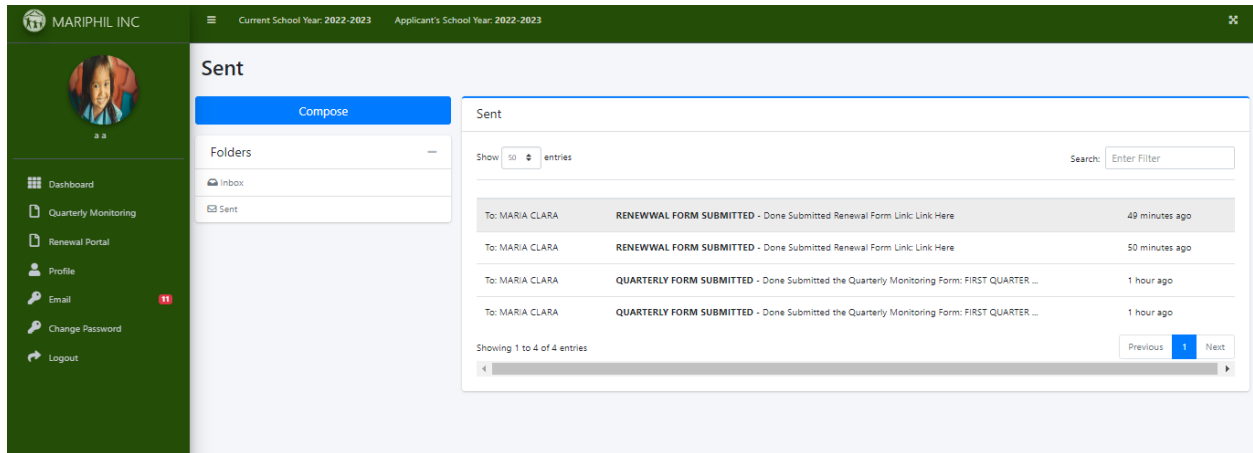 MARIPHIL INC
Current School Year: 2022-2023 Applicant's School Year: 2022-2023
a a
Dashboard
Quarterly Monitoring
Renewal Portal
Profile
Email 11
Change Password
Logout
Sent
Compose
Folders
Inbox
Sent
Sent
Show 50 entries
Search: Enter Filter
To: MARIA CLARA RENEWWAL FORM SUBMITTED - Done Submitted Renewal Form Link: Link Here 49 minutes ago
To: MARIA CLARA RENEWWAL FORM SUBMITTED - Done Submitted Renewal Form Link: Link Here 50 minutes ago
To: MARIA CLARA QUARTERLY FORM SUBMITTED - Done Submitted the Quarterly Monitoring Form: FIRST QUARTER ... 1 hour ago
To: MARIA CLARA QUARTERLY FORM SUBMITTED - Done Submitted the Quarterly Monitoring Form: FIRST QUARTER ... 1 hour ago
Showing 1 to 4 of 4 entries
Previous 1 Next